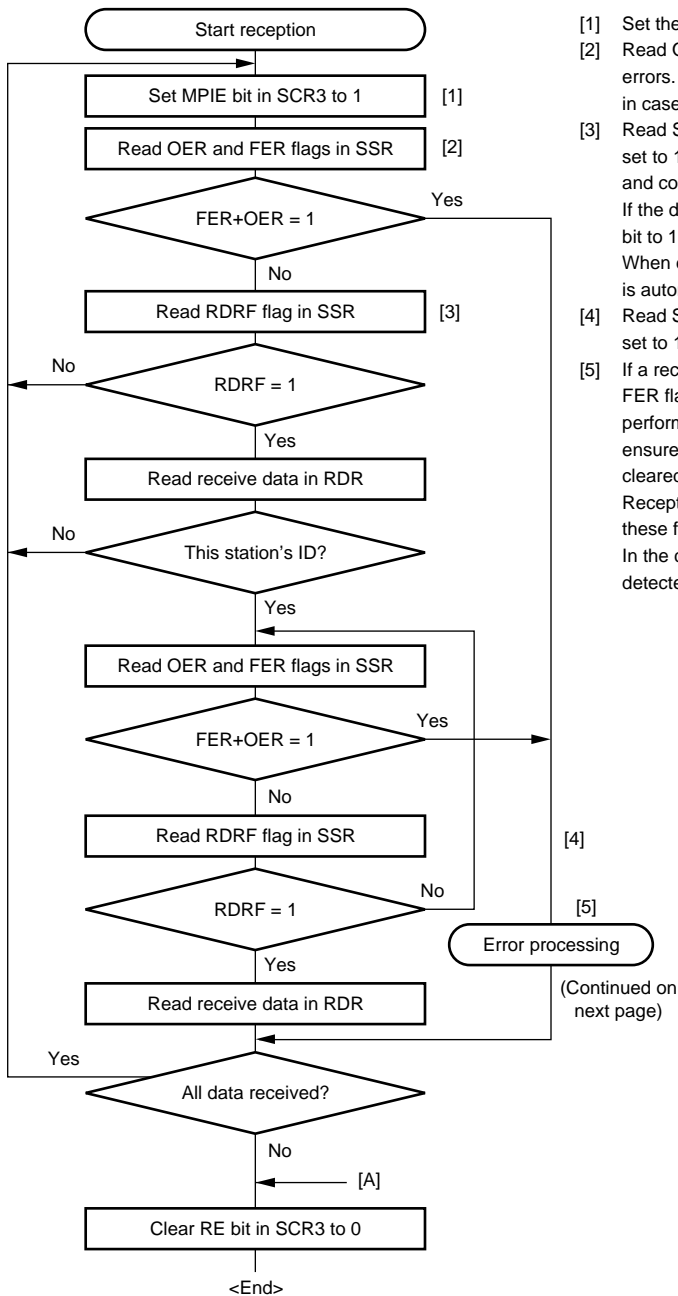 Start reception
Set MPIE bit in SCR3 to 1
[1]
Read OER and FER flags in SSR
[2]
Yes
FER+OER = 1
No
Read RDRF flag in SSR
[3]
No
RDRF = 1
Yes
Read receive data in RDR
No
This station's ID?
Yes
Read OER and FER flags in SSR
Yes
FER+OER = 1
No
Read RDRF flag in SSR
[4]
No
RDRF = 1
[5]
Error processing
Yes
(Continued on
next page)
Read receive data in RDR
Yes
All data received?
No
[A]
Clear RE bit in SCR3 to 0
<End>
[1] Set the
[2] Read
errors.
in case
[3] Read S
set to 1
and co
If the d
bit to 1
When
is auto
[4] Read S
set to 1
[5] If a rec
FER fla
perform
ensure
cleared
Recept
these f
In the
detecte